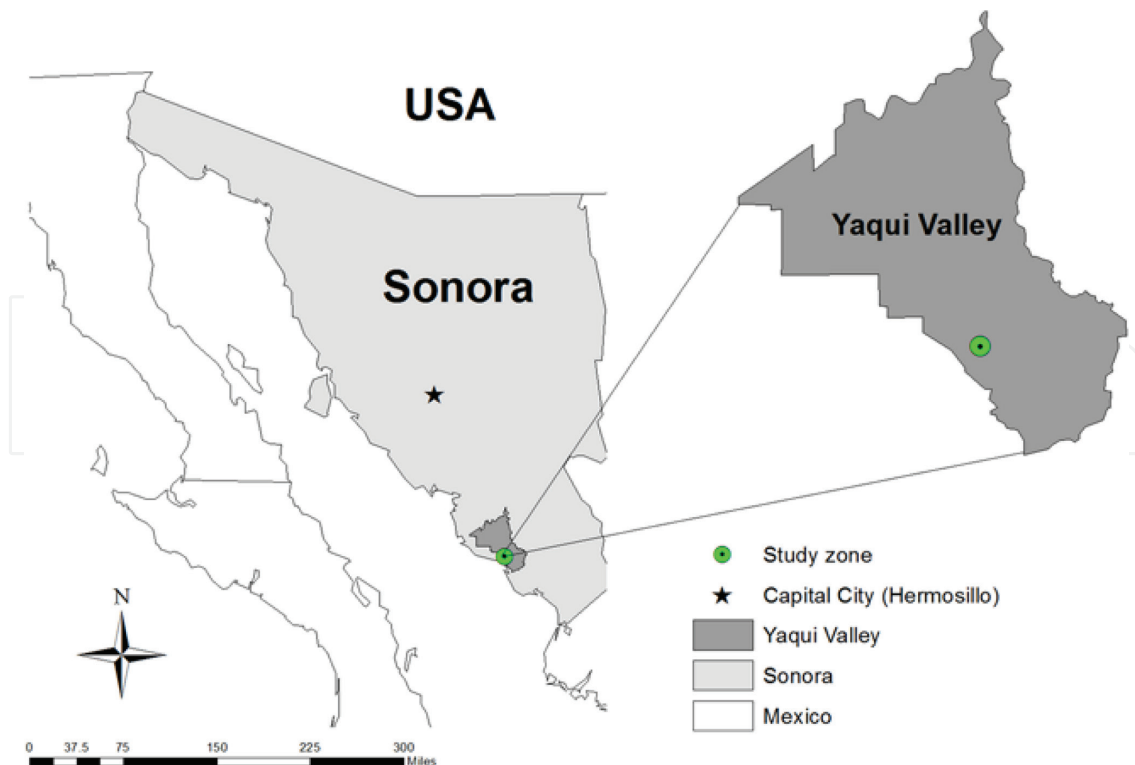 USA
Sonora
Yaqui Valley
Study zone
Capital City (Hermosillo)
Yaqui Valley
Sonora
Mexico
N
0 37.5 75 150 225 300
Miles